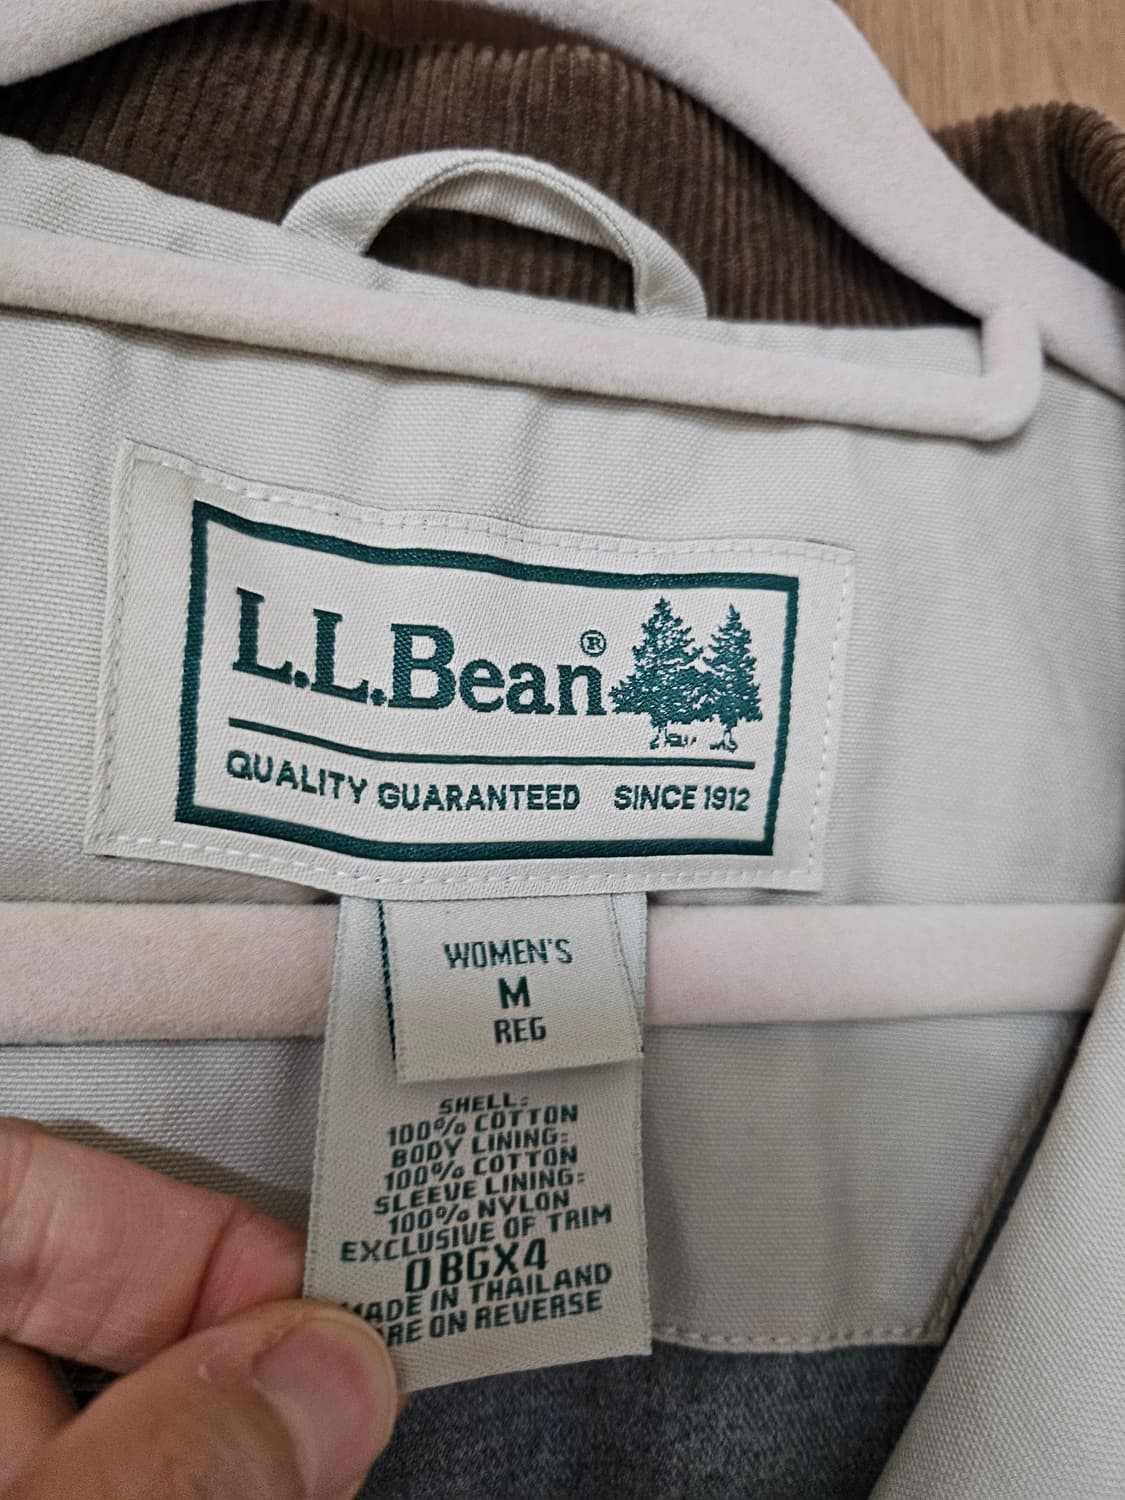 L.L.Bean®
QUALITY GUARANTEED SINCE 1912
WOMEN'S
M
REG
SHELL:
100% COTTON
BODY LINING:
100% COTTON
SLEEVE LINING:
100% NYLON
EXCLUSIVE OF TRIM
0BGX4
MADE IN THAILAND
ARE ON REVERSE